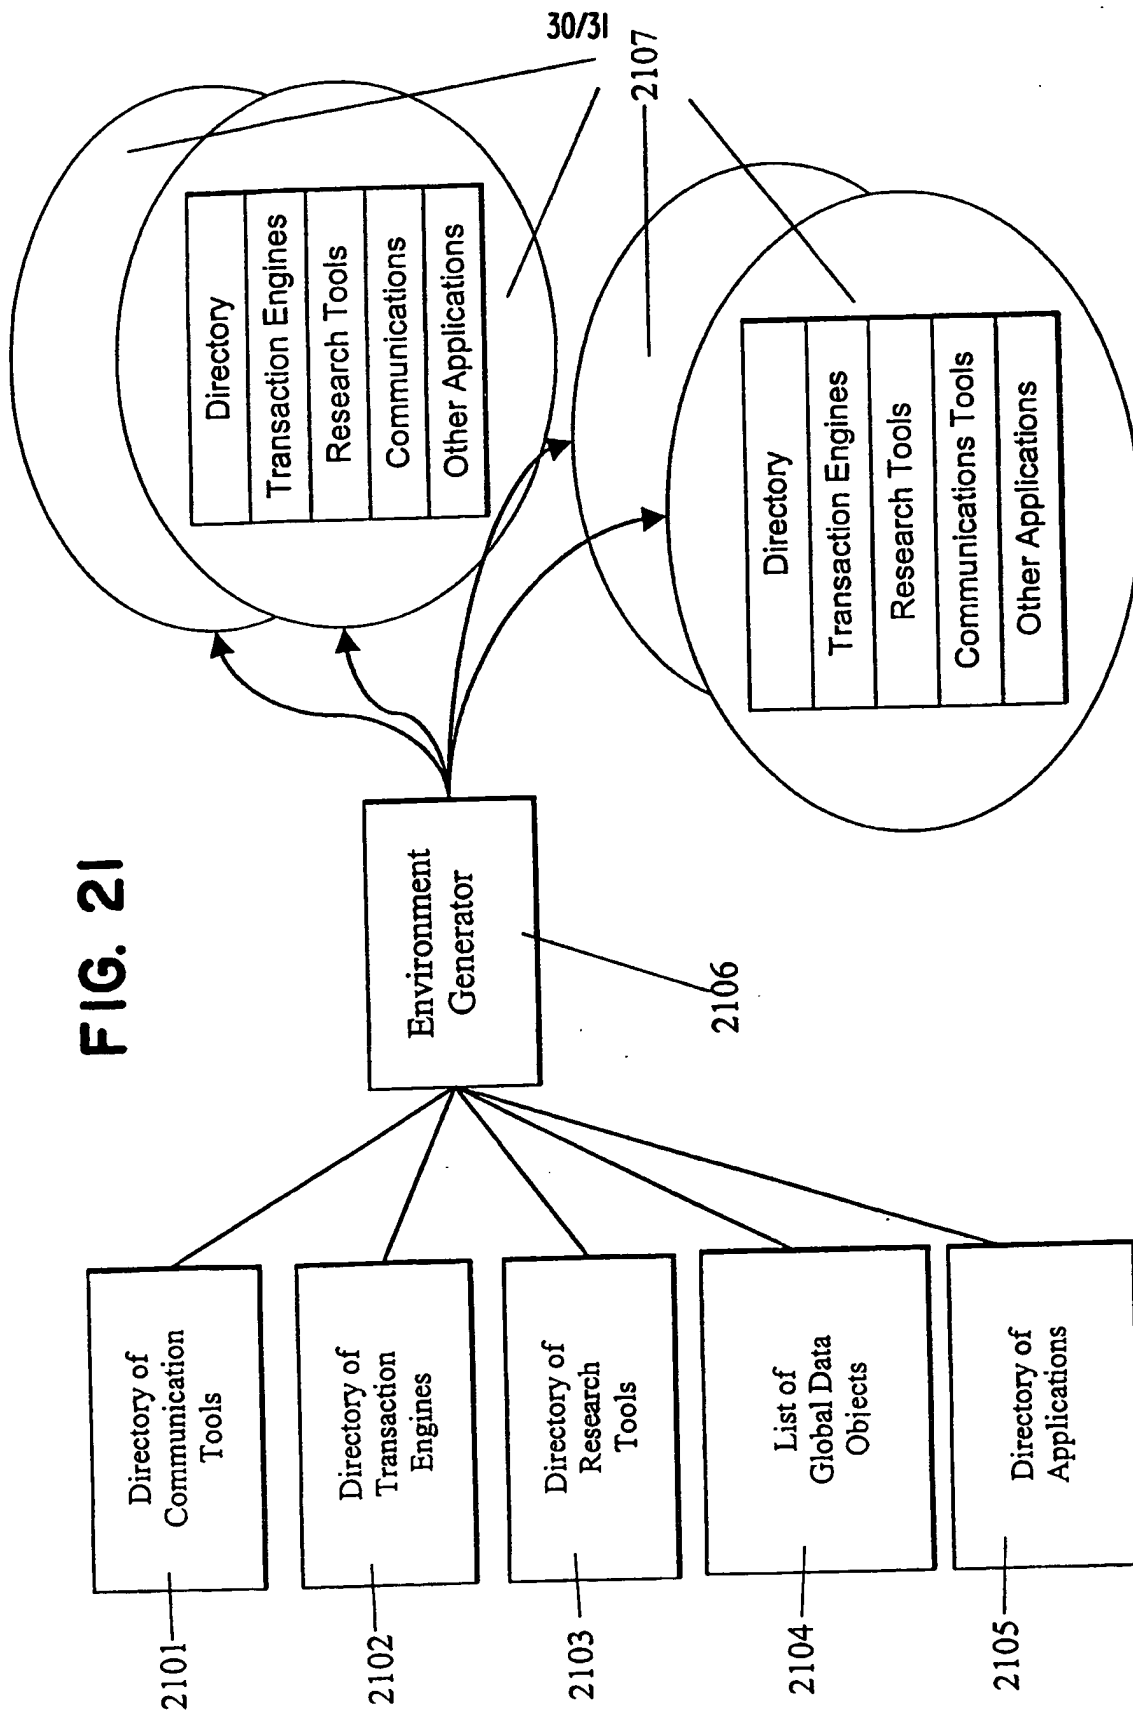 30/31
FIG. 21
Directory of
Communication
Tools
2101
Directory of
Transaction
Engines
2102
Directory of
Research
Tools
2103
List of
Global Data
Objects
2104
Directory of
Applications
2105
Environment
Generator
2106
Directory
Transaction Engines
Research Tools
Communications
Other Applications
2107
Directory
Transaction Engines
Research Tools
Communications Tools
Other Applications